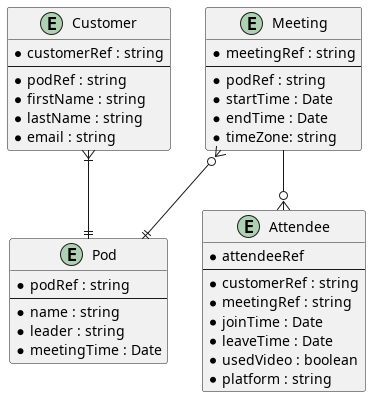 E Customer
* customerRef : string
* podRef : string
* firstName : string
* lastName : string
* email : string
E Meeting
* meetingRef : string
* podRef : string
* startTime : Date
* endTime : Date
* timeZone: string
E Pod
* podRef : string
* name : string
* leader : string
* meetingTime : Date
E Attendee
* attendeeRef
* customerRef : string
* meetingRef : string
* joinTime : Date
* leaveTime : Date
* usedVideo : boolean
* platform : string